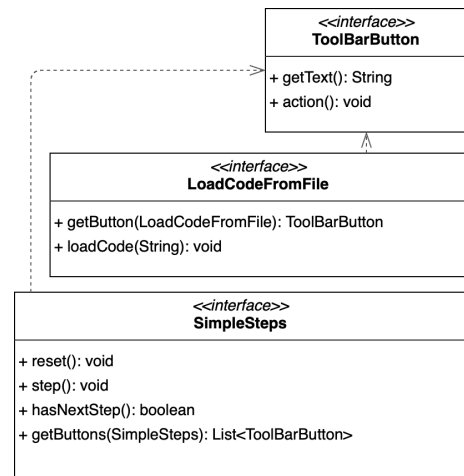 <<interface>>
ToolBarButton
+ getText(): String
+ action(): void
<<interface>>
LoadCodeFromFile
+ getButton(LoadCodeFromFile): ToolBarButton
+ loadCode(String): void
<<interface>>
SimpleSteps
+ reset(): void
+ step(): void
+ hasNextStep(): boolean
+ getButtons(SimpleSteps): List<ToolBarButton>